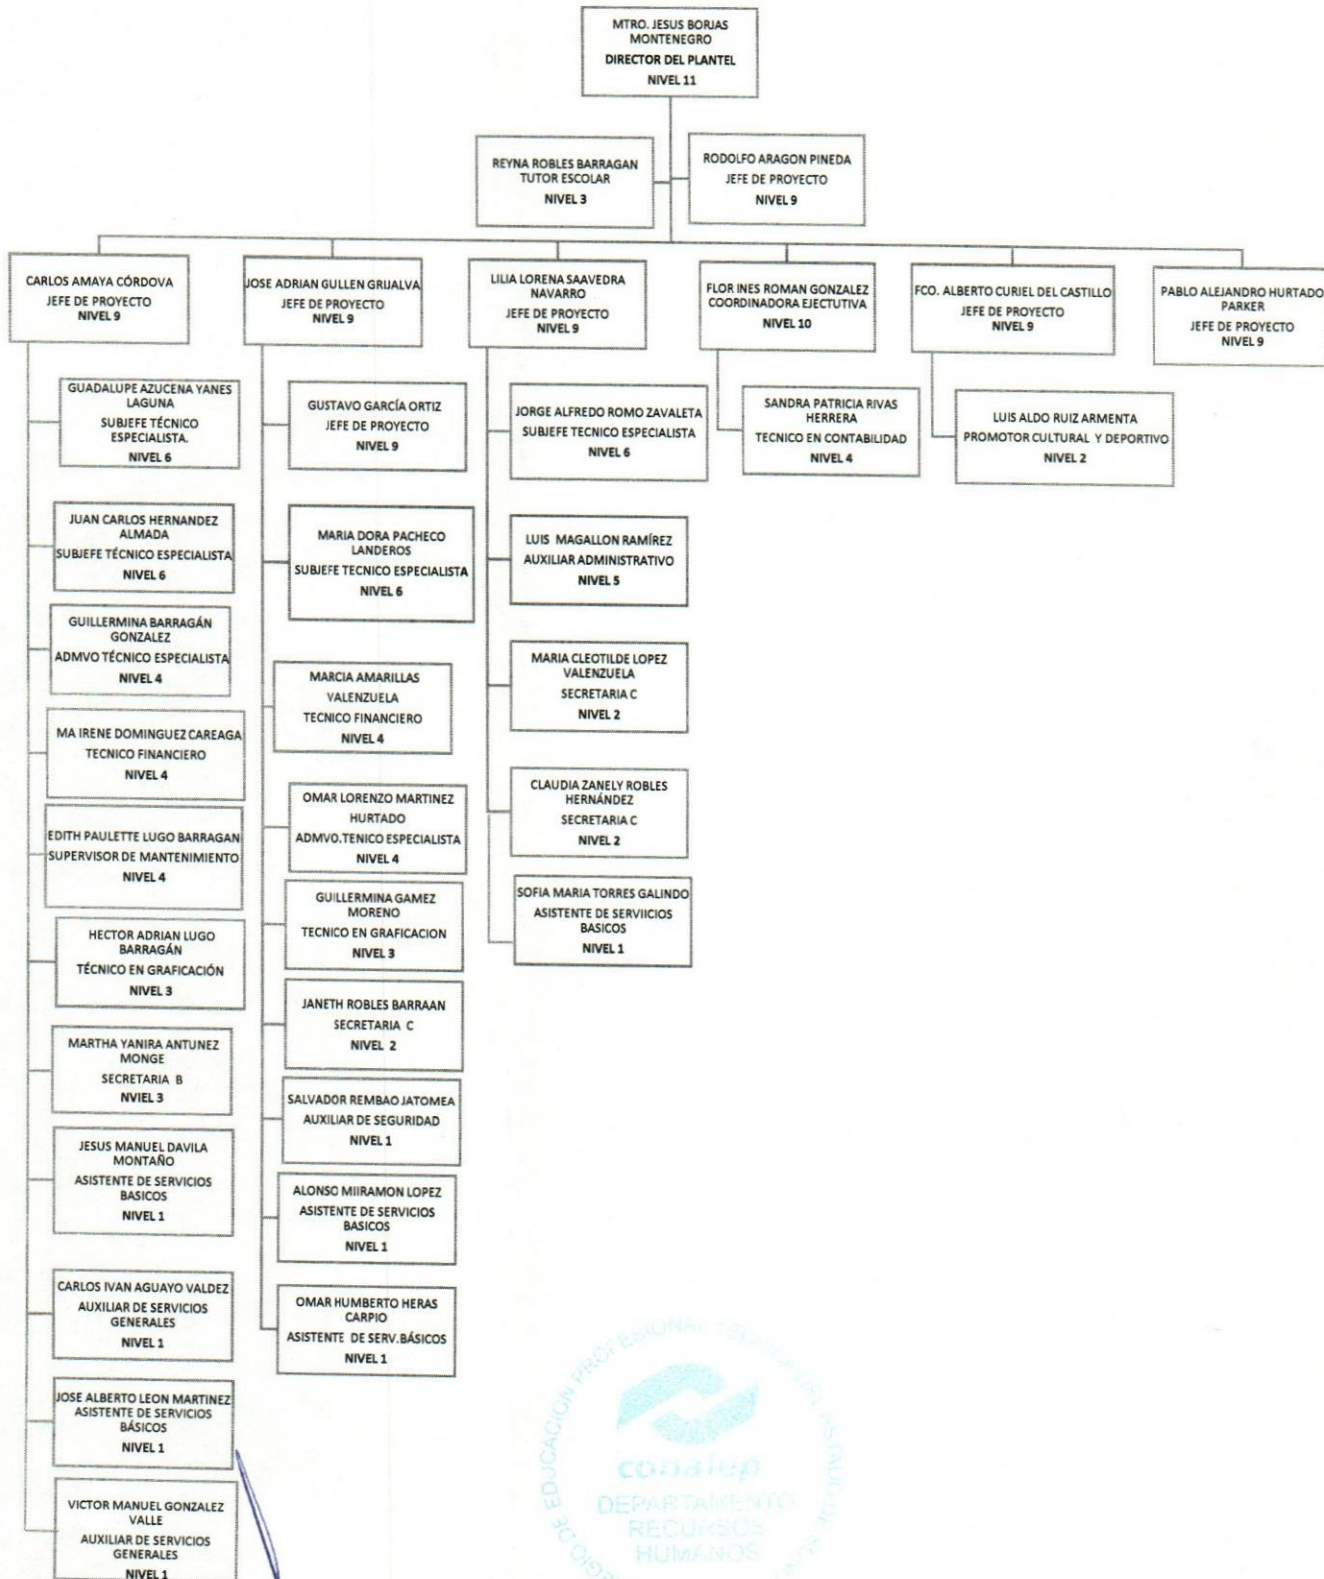 MTRO. JESUS BORJAS
MONTENEGRO
DIRECTOR DEL PLANTEL
NIVEL 11
REYNA ROBLES BARRAGAN
TUTOR ESCOLAR
NIVEL 3
RODOLFO ARAGON PINEDA
JEFE DE PROYECTO
NIVEL 9
CARLOS AMAYA CÓRDOVA
JEFE DE PROYECTO
NIVEL 9
JOSE ADRIAN GULLEN GRIJALVA
JEFE DE PROYECTO
NIVEL 9
LILIA LORENA SAAVEDRA
NAVARRO
JEFE DE PROYECTO
NIVEL 9
FLOR INES ROMAN GONZALEZ
COORDINADORA EJECTUTIVA
NIVEL 10
FCO. ALBERTO CURIEL DEL CASTILLO
JEFE DE PROYECTO
NIVEL 9
PABLO ALEJANDRO HURTADO
PARKER
JEFE DE PROYECTO
NIVEL 9
GUADALUPE AZUCENA YANES
LAGUNA
SUBJEFE TÉCNICO
ESPECIALISTA.
NIVEL 6
JUAN CARLOS HERNANDEZ
ALMADA
SUBJEFE TÉCNICO ESPECIALISTA
NIVEL 6
GUILLERMINA BARRAGÁN
GONZALEZ
ADMVO TÉCNICO ESPECIALISTA
NIVEL 4
MA IRENE DOMINGUEZ CAREAGA
TECNICO FINANCIERO
NIVEL 4
EDITH PAULETTE LUGO BARRAGAN
SUPERVISOR DE MANTENIMIENTO
NIVEL 4
HECTOR ADRIAN LUGO
BARRAGÁN
TÉCNICO EN GRAFICACIÓN
NIVEL 3
MARTHA YANIRA ANTUNEZ
MONGE
SECRETARIA B
NVIEL 3
JESUS MANUEL DAVILA
MONTAÑO
ASISTENTE DE SERVICIOS
BASICOS
NIVEL 1
CARLOS IVAN AGUAYO VALDEZ
AUXILIAR DE SERVICIOS
GENERALES
NIVEL 1
JOSE ALBERTO LEON MARTINEZ
ASISTENTE DE SERVICIOS
BÁSICOS
NIVEL 1
VICTOR MANUEL GONZALEZ
VALLE
AUXILIAR DE SERVICIOS
GENERALES
NIVEL 1
GUSTAVO GARCÍA ORTIZ
JEFE DE PROYECTO
NIVEL 9
MARIA DORA PACHECO
LANDEROS
SUBJEFE TECNICO ESPECIALISTA
NIVEL 6
MARCIA AMARILLAS
VALENZUELA
TECNICO FINANCIERO
NIVEL 4
OMAR LORENZO MARTINEZ
HURTADO
ADMVO.TENICO ESPECIALISTA
NIVEL 4
GUILLERMINA GAMEZ
MORENO
TECNICO EN GRAFICACION
NIVEL 3
JANETH ROBLES BARRAAN
SECRETARIA C
NIVEL 2
SALVADOR REMBAO JATOMEA
AUXILIAR DE SEGURIDAD
NIVEL 1
ALONSO MIIRAMON LOPEZ
ASISTENTE DE SERVICIOS
BASICOS
NIVEL 1
OMAR HUMBERTO HERAS
CARPIO
ASISTENTE DE SERV.BÁSICOS
NIVEL 1
JORGE ALFREDO ROMO ZAVALETA
SUBJEFE TECNICO ESPECIALISTA
NIVEL 6
LUIS MAGALLON RAMÍREZ
AUXILIAR ADMINISTRATIVO
NIVEL 5
MARIA CLEOTILDE LOPEZ
VALENZUELA
SECRETARIA C
NIVEL 2
CLAUDIA ZANELY ROBLES
HERNÁNDEZ
SECRETARIA C
NIVEL 2
SOFIA MARIA TORRES GALINDO
ASISTENTE DE SERVIICIOS
BASICOS
NIVEL 1
SANDRA PATRICIA RIVAS
HERRERA
TECNICO EN CONTABILIDAD
NIVEL 4
LUIS ALDO RUIZ ARMENTA
PROMOTOR CULTURAL Y DEPORTIVO
NIVEL 2
DE EDUCACION PROFESIONAL TECNICA DEL
conalep
DEPARTAMENTO
RECURSOS
HUMANOS